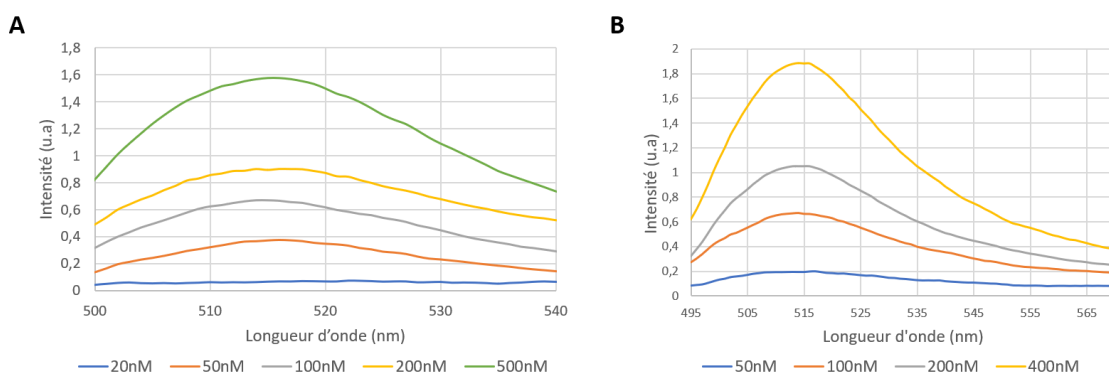 A
Intensité (u.a)
1,8
1,6
1,4
1,2
1
0,8
0,6
0,4
0,2
0
500 510 520 530 540
Longueur d'onde (nm)
20nM 50nM 100nM 200nM 500nM
B
Intensité (u.a)
2
1,8
1,6
1,4
1,2
1
0,8
0,6
0,4
0,2
0
495 505 515 525 535 545 555 565
Longueur d'onde (nm)
50nM 100nM 200nM 400nM